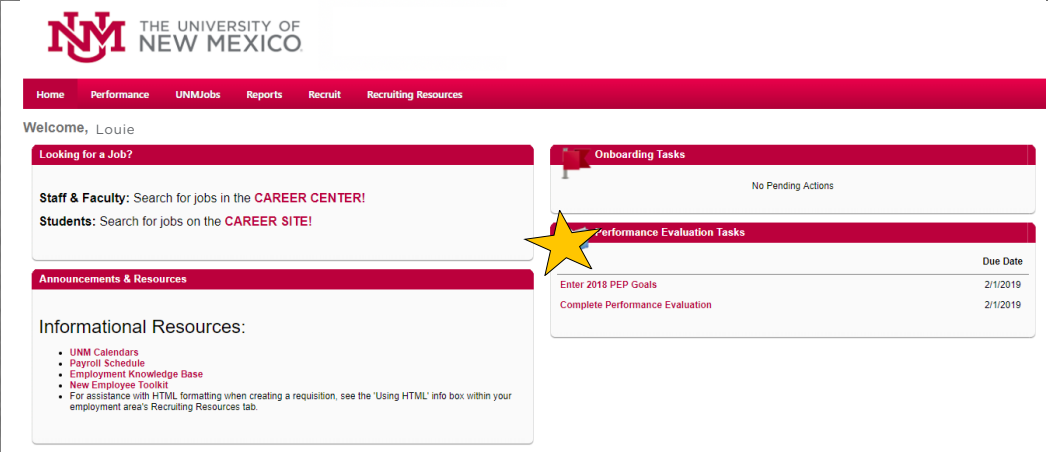 UNM THE UNIVERSITY OF
NEW MEXICO
Home Performance UNMJobs Reports Recruit Recruiting Resources
Welcome, Louie
Looking for a Job?
Staff & Faculty: Search for jobs in the CAREER CENTER!
Students: Search for jobs on the CAREER SITE!
Announcements & Resources
Informational Resources:
• UNM Calendars
• Payroll Schedule
• Employment Knowledge Base
• New Employee Toolkit
• For assistance with HTML formatting when creating a requisition, see the 'Using HTML' info box within your
employment area's Recruiting Resources tab.
Onboarding Tasks
No Pending Actions
Performance Evaluation Tasks
Due Date
Enter 2018 PEP Goals 2/1/2019
Complete Performance Evaluation 2/1/2019